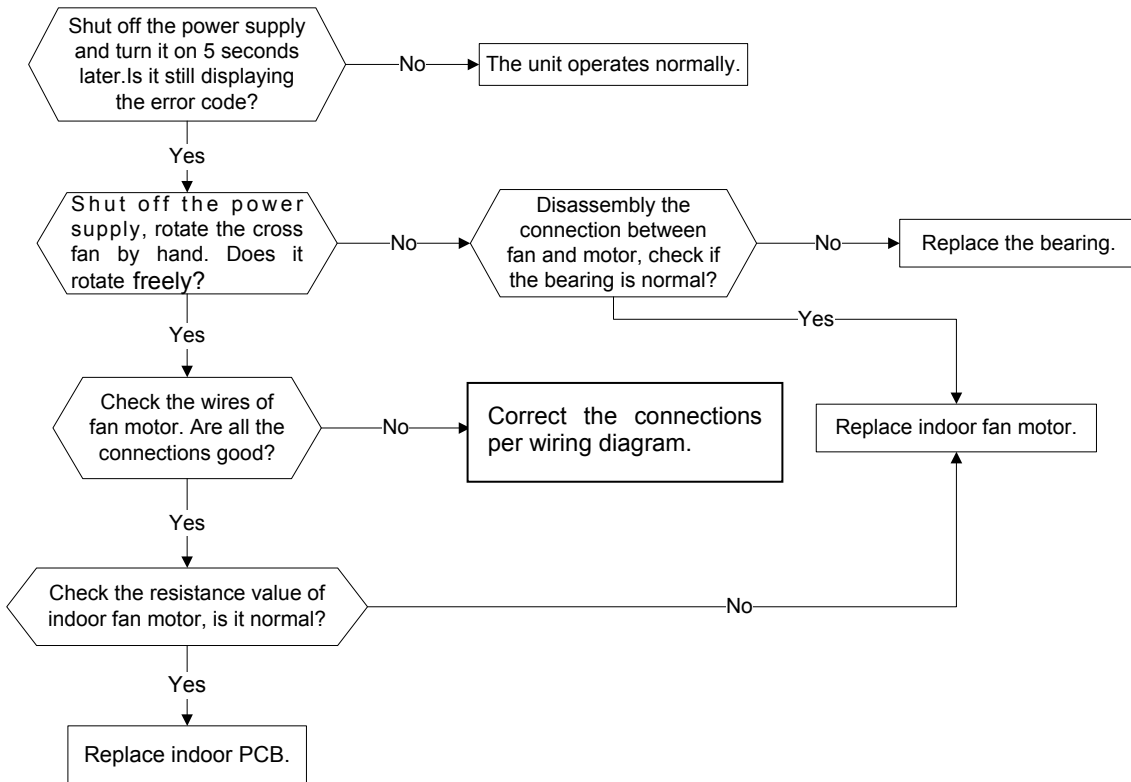 Shut off the power supply
and turn it on 5 seconds
later.Is it still displaying
the error code?
No
The unit operates normally.
Yes
Shut off the power
supply, rotate the cross
fan by hand. Does it
rotate freely?
No
Disassembly the
connection between
fan and motor, check if
the bearing is normal?
No
Replace the bearing.
Yes
Yes
Check the wires of
fan motor. Are all the
connections good?
No
Correct the connections
per wiring diagram.
Replace indoor fan motor.
Yes
Check the resistance value of
indoor fan motor, is it normal?
No
Yes
Replace indoor PCB.